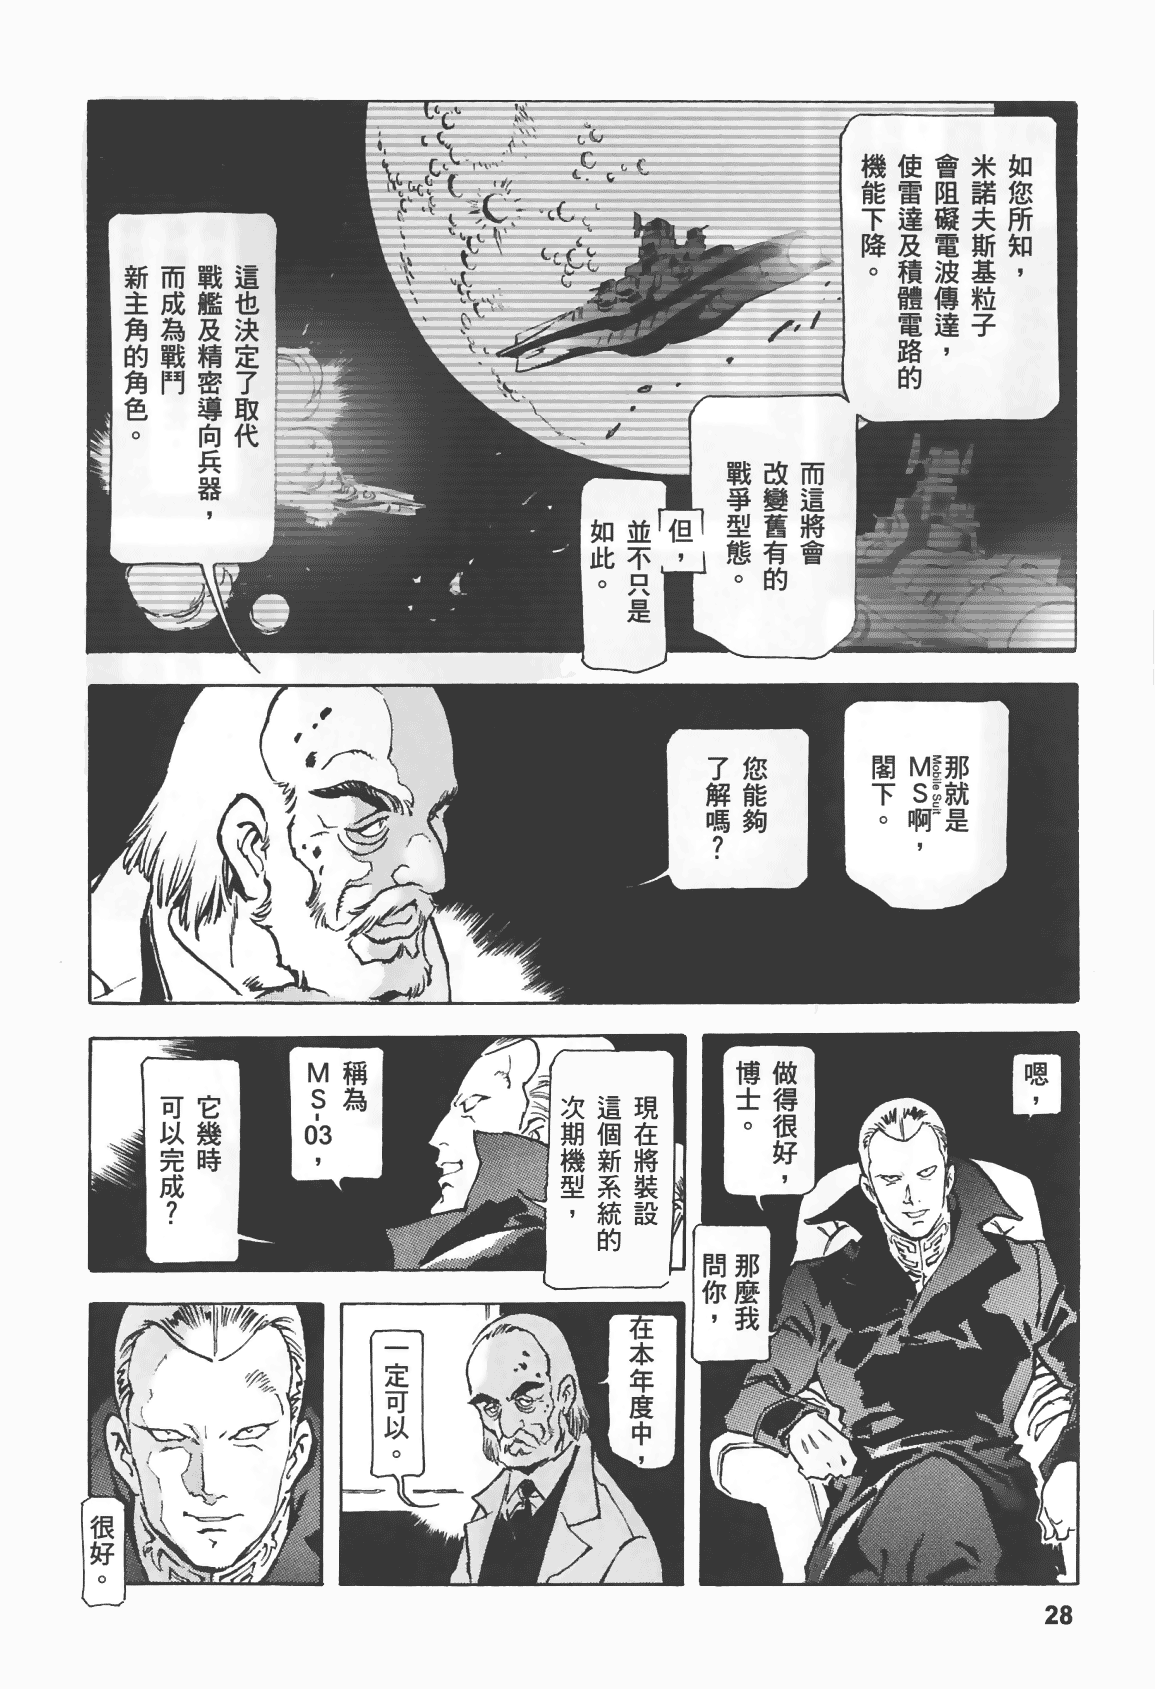 如您所知，
米諾夫斯基粒子
會阻礙電波傳達，
使雷達及積體電路的
機能下降。
而這將會
改變舊有的
戰爭型態。
但，
並不只是
如此。
這也決定了取代
戰艦及精密導向兵器，
而成為戰鬥
新主角的角色。
那就是
MS啊，
Mobile Suit
閣下。
您能夠
了解嗎？
嗯，
做得很好，
博士。
那麼我
問你，
現在將裝設
這個新系統的
次期機型，
稱為
MS-03，
它幾時
可以完成？
在本年度中，
一定可以。
很好。
28